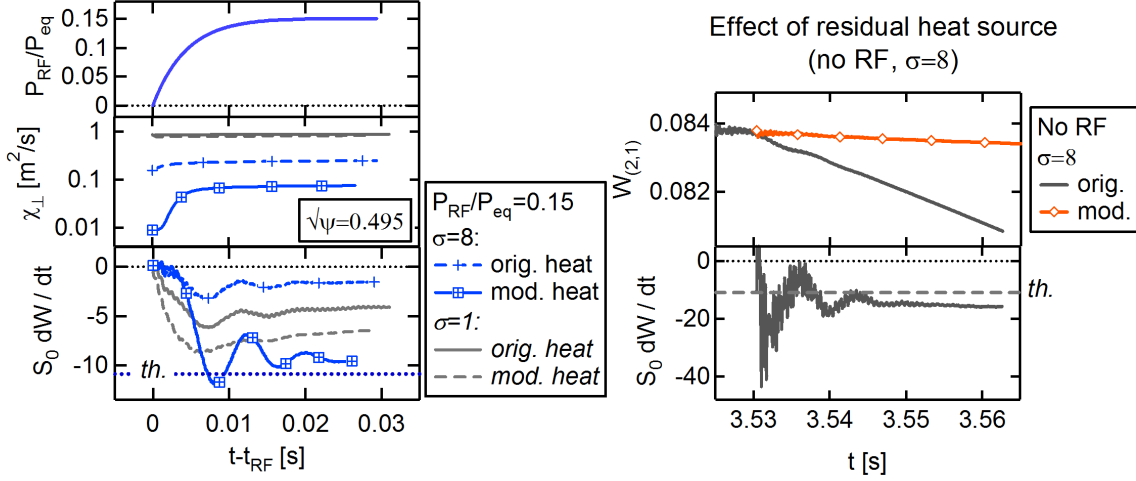 P_RF/P_eq
0.15
0.1
0.05
0
χ⊥ [m²/s]
1
0.1
0.01
√ψ=0.495
S₀ dW / dt
0
-5
-10
th.
0
0.01
0.02
0.03
t-t_RF [s]
P_RF/P_eq=0.15
σ=8:
orig. heat
mod. heat
σ=1:
orig. heat
mod. heat
Effect of residual heat source
(no RF, σ=8)
W_(2,1)
0.084
0.082
No RF
σ=8
orig.
mod.
S₀ dW / dt
0
-20
-40
th.
3.53
3.54
3.55
3.56
t [s]